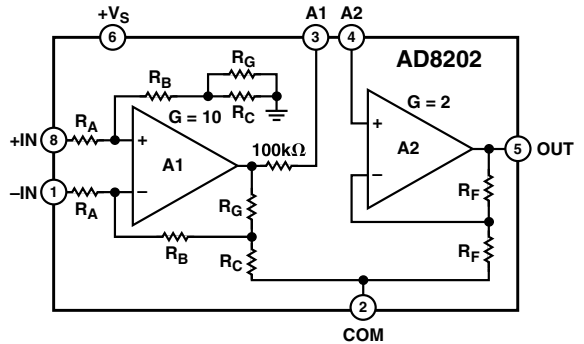 +VS
6
A1
A2
3
4
AD8202
RG
RB
RC
G = 10
G = 2
+IN
8
RA
+
A1
–
100kΩ
+
A2
–
5
OUT
–IN
1
RA
RG
RF
RB
RC
RF
2
COM